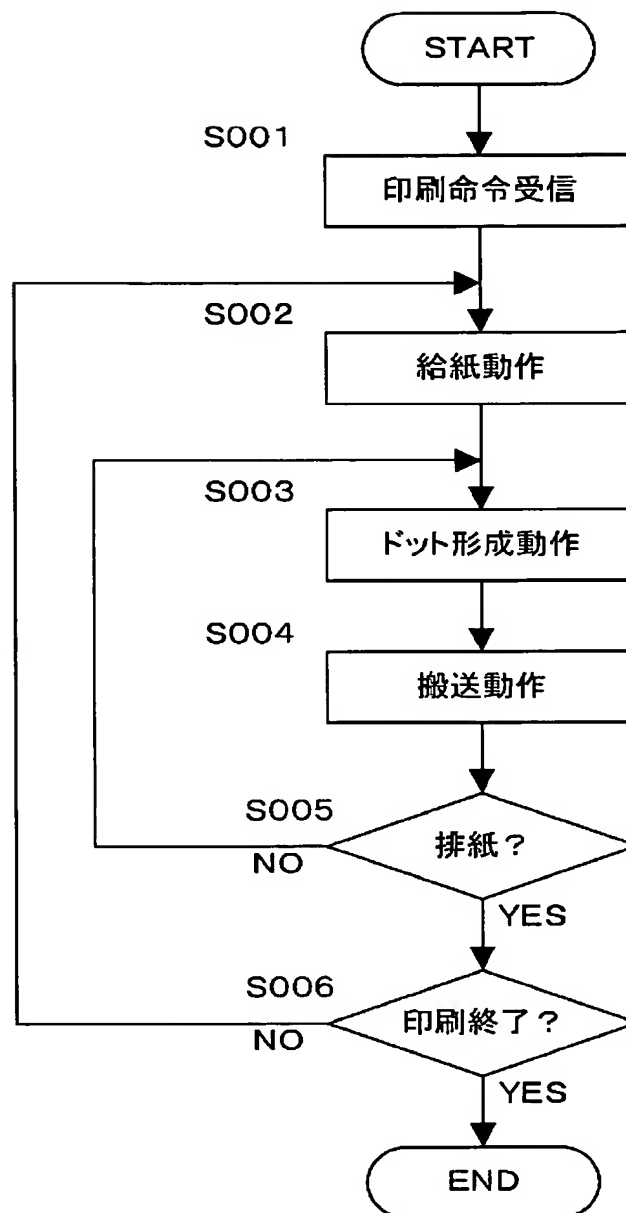 START
S001
印刷命令受信
S002
給紙動作
S003
ドット形成動作
S004
搬送動作
S005
排紙?
NO
YES
S006
印刷終了?
NO
YES
END